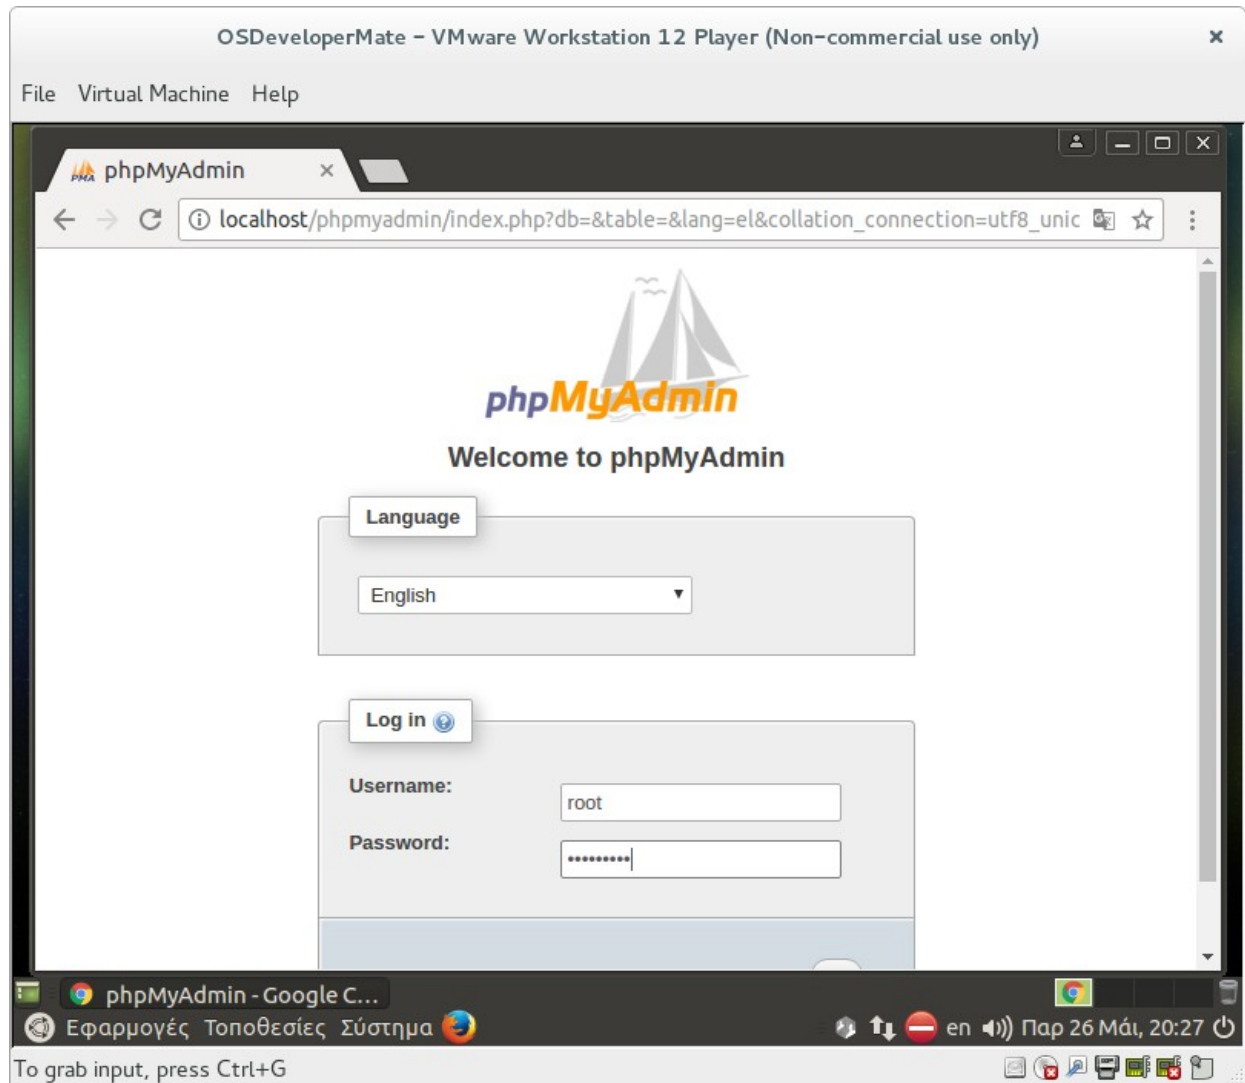 OSDeveloperMate – VMware Workstation 12 Player (Non-commercial use only)
File Virtual Machine Help
phpMyAdmin
localhost/phpmyadmin/index.php?db=&table=&lang=el&collation_connection=utf8_unic
phpMyAdmin
Welcome to phpMyAdmin
Language
English
Log in
Username:
root
Password:
•••••••••
phpMyAdmin - Google C...
Εφαρμογές Τοποθεσίες Σύστημα
en Παρ 26 Μάι, 20:27
To grab input, press Ctrl+G